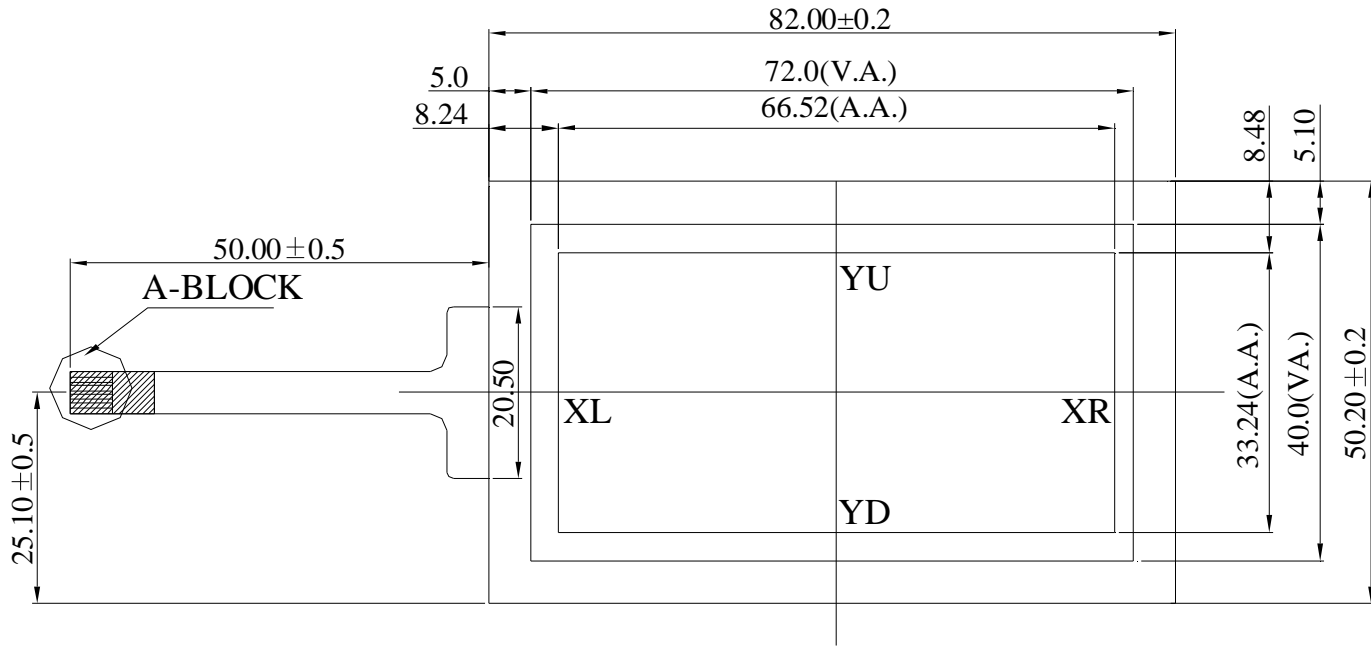 82.00±0.2
5.0
72.0(V.A.)
8.24
66.52(A.A.)
8.48
5.10
50.00±0.5
A-BLOCK
YU
20.50
XL
XR
33.24(A.A.)
40.0(VA.)
50.20±0.2
25.10±0.5
YD